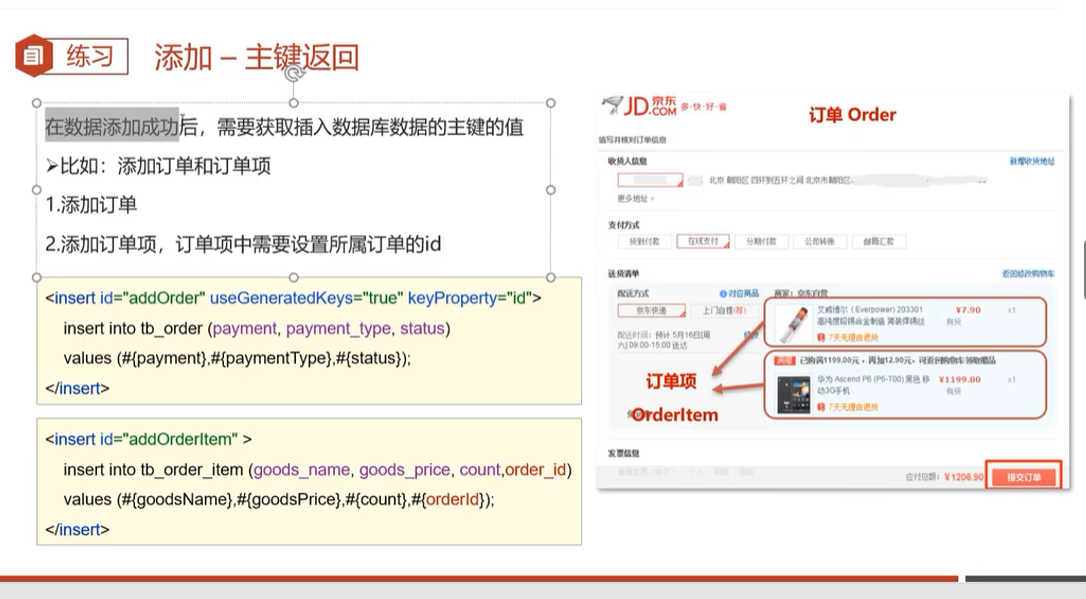 练习
添加 – 主键返回
在数据添加成功后，需要获取插入数据库数据的主键的值
➢比如：添加订单和订单项
1.添加订单
2.添加订单项，订单项中需要设置所属订单的id
<insert id="addOrder" useGeneratedKeys="true" keyProperty="id">
insert into tb_order (payment, payment_type, status)
values (#{payment},#{paymentType},#{status});
</insert>
<insert id="addOrderItem" >
insert into tb_order_item (goods_name, goods_price, count,order_id)
values (#{goodsName},#{goodsPrice},#{count},#{orderId});
</insert>
JD.COM 京东 多·快·好·省
订单 Order
填写并核对订单信息
收货人信息
新增收货地址
北京 朝阳区 四环到五环之间 北京市朝阳区
更多地址
支付方式
货到付款 在线支付 分期付款 公司转账 邮局汇款
送货清单
返回修改购物车
配送方式
对应商品
商家：京东自营
京东快递
上门自提
配送时间：预计 5月16日[周
六] 09:00-15:00 送达
艾威博尔（Everpower) 203301
高纯度铅锡合金制造 简装焊锡丝
¥7.90
x1
有货
7天无理由退货
已购满1199.00元，再加12.90元，可返回购物车领取赠品
华为 Ascend P6 (P6-T00) 黑色 移
动3G手机
¥1199.00
x1
有货
7天无理由退货
订单项
OrderItem
发票信息
应付总额：¥1206.90
提交订单